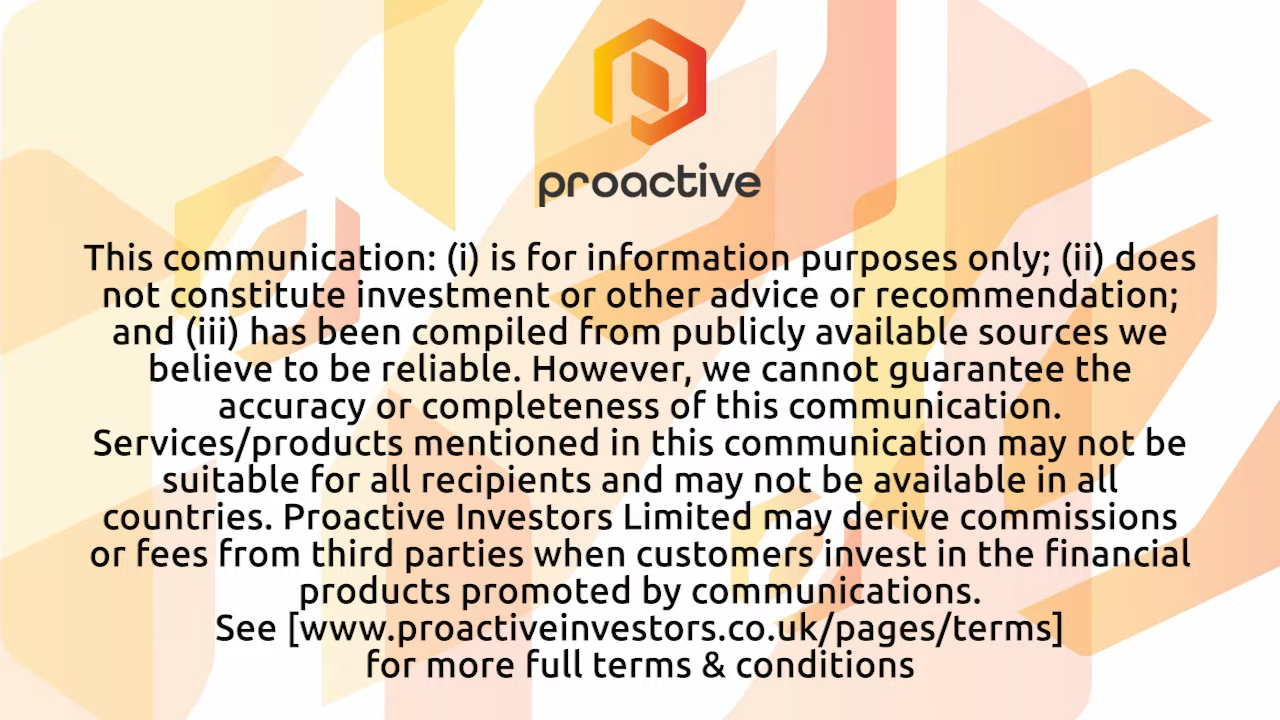 proactive
This communication: (i) is for information purposes only; (ii) does
not constitute investment or other advice or recommendation;
and (iii) has been compiled from publicly available sources we
believe to be reliable. However, we cannot guarantee the
accuracy or completeness of this communication.
Services/products mentioned in this communication may not be
suitable for all recipients and may not be available in all
countries. Proactive Investors Limited may derive commissions
or fees from third parties when customers invest in the financial
products promoted by communications.
See [www.proactiveinvestors.co.uk/pages/terms]
for more full terms & conditions